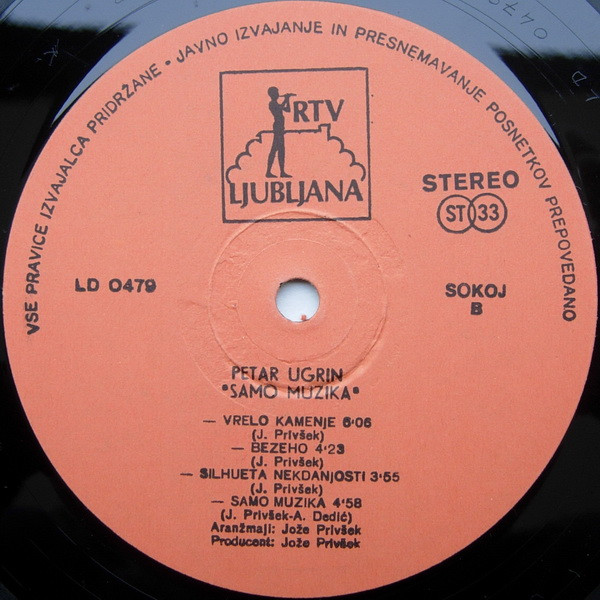 VSE PRAVICE IZVAJALCA PRIDRŽANE • JAVNO IZVAJANJE IN PRESNEMAVANJE POSNETKOV PREPOVEDANO
RTV
LJUBLJANA
STEREO
ST 33
LD 0479
SOKOJ
B
PETAR UGRIN
"SAMO MUZIKA"
— VRELO KAMENJE 6'06
(J. Privšek)
— BEZEHO 4'23
(J. Privšek)
— SILHUETA NEKDANJOSTI 3'55
(J. Privšek)
— SAMO MUZIKA 4'58
(J. Privšek-A. Dedić)
Aranžmaji: Jože Privšek
Producent: Jože Privšek